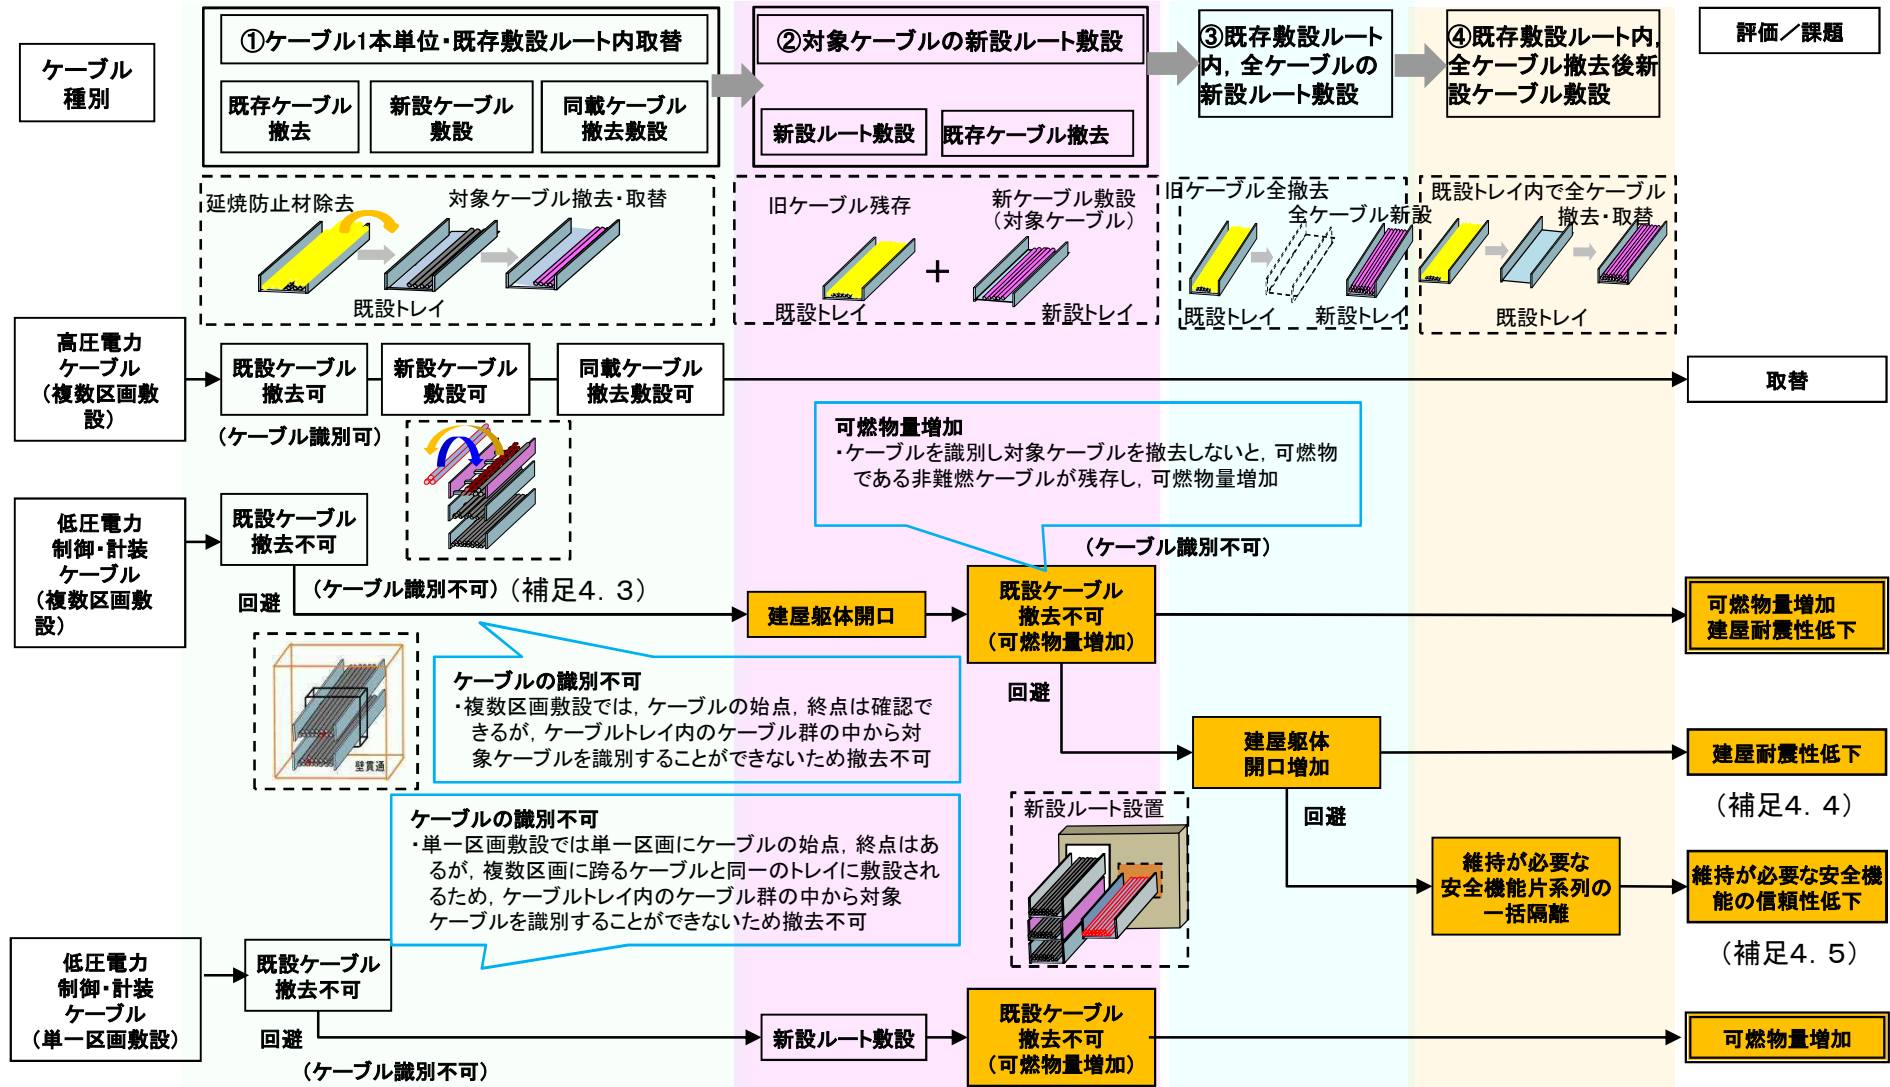 ケーブル
種別
①ケーブル1本単位・既存敷設ルート内取替
既存ケーブル
撤去
新設ケーブル
敷設
同載ケーブル
撤去敷設
②対象ケーブルの新設ルート敷設
新設ルート敷設
既存ケーブル撤去
③既存敷設ルート
内，全ケーブルの
新設ルート敷設
④既存敷設ルート内，
全ケーブル撤去後新
設ケーブル敷設
評価／課題
延焼防止材除去
対象ケーブル撤去・取替
既設トレイ
旧ケーブル残存
新ケーブル敷設
（対象ケーブル）
＋
既設トレイ
新設トレイ
旧ケーブル全撤去
全ケーブル新設
既設トレイ
新設トレイ
既設トレイ内で全ケーブル
撤去・取替
既設トレイ
高圧電力
ケーブル
（複数区画敷
設）
既設ケーブル
撤去可
新設ケーブル
敷設可
同載ケーブル
撤去敷設可
取替
（ケーブル識別可）
可燃物量増加
・ケーブルを識別し対象ケーブルを撤去しないと，可燃物
である非難燃ケーブルが残存し，可燃物量増加
低圧電力
制御・計装
ケーブル
（複数区画敷
設）
既設ケーブル
撤去不可
回避
（ケーブル識別不可）
（補足4．3）
建屋躯体開口
（ケーブル識別不可）
既設ケーブル
撤去不可
（可燃物量増加）
可燃物量増加
建屋耐震性低下
壁貫通
ケーブルの識別不可
・複数区画敷設では，ケーブルの始点，終点は確認で
きるが，ケーブルトレイ内のケーブル群の中から対
象ケーブルを識別することができないため撤去不可
回避
建屋躯体
開口増加
建屋耐震性低下
（補足4．4）
ケーブルの識別不可
・単一区画敷設では単一区画にケーブルの始点，終点はあ
るが，複数区画に跨るケーブルと同一のトレイに敷設され
るため，ケーブルトレイ内のケーブル群の中から対象
ケーブルを識別することができないため撤去不可
新設ルート設置
回避
維持が必要な
安全機能片系列の
一括隔離
維持が必要な安全機
能の信頼性低下
（補足4．5）
低圧電力
制御・計装
ケーブル
（単一区画敷設）
既設ケーブル
撤去不可
回避
（ケーブル識別不可）
新設ルート敷設
既設ケーブル
撤去不可
（可燃物量増加）
可燃物量増加